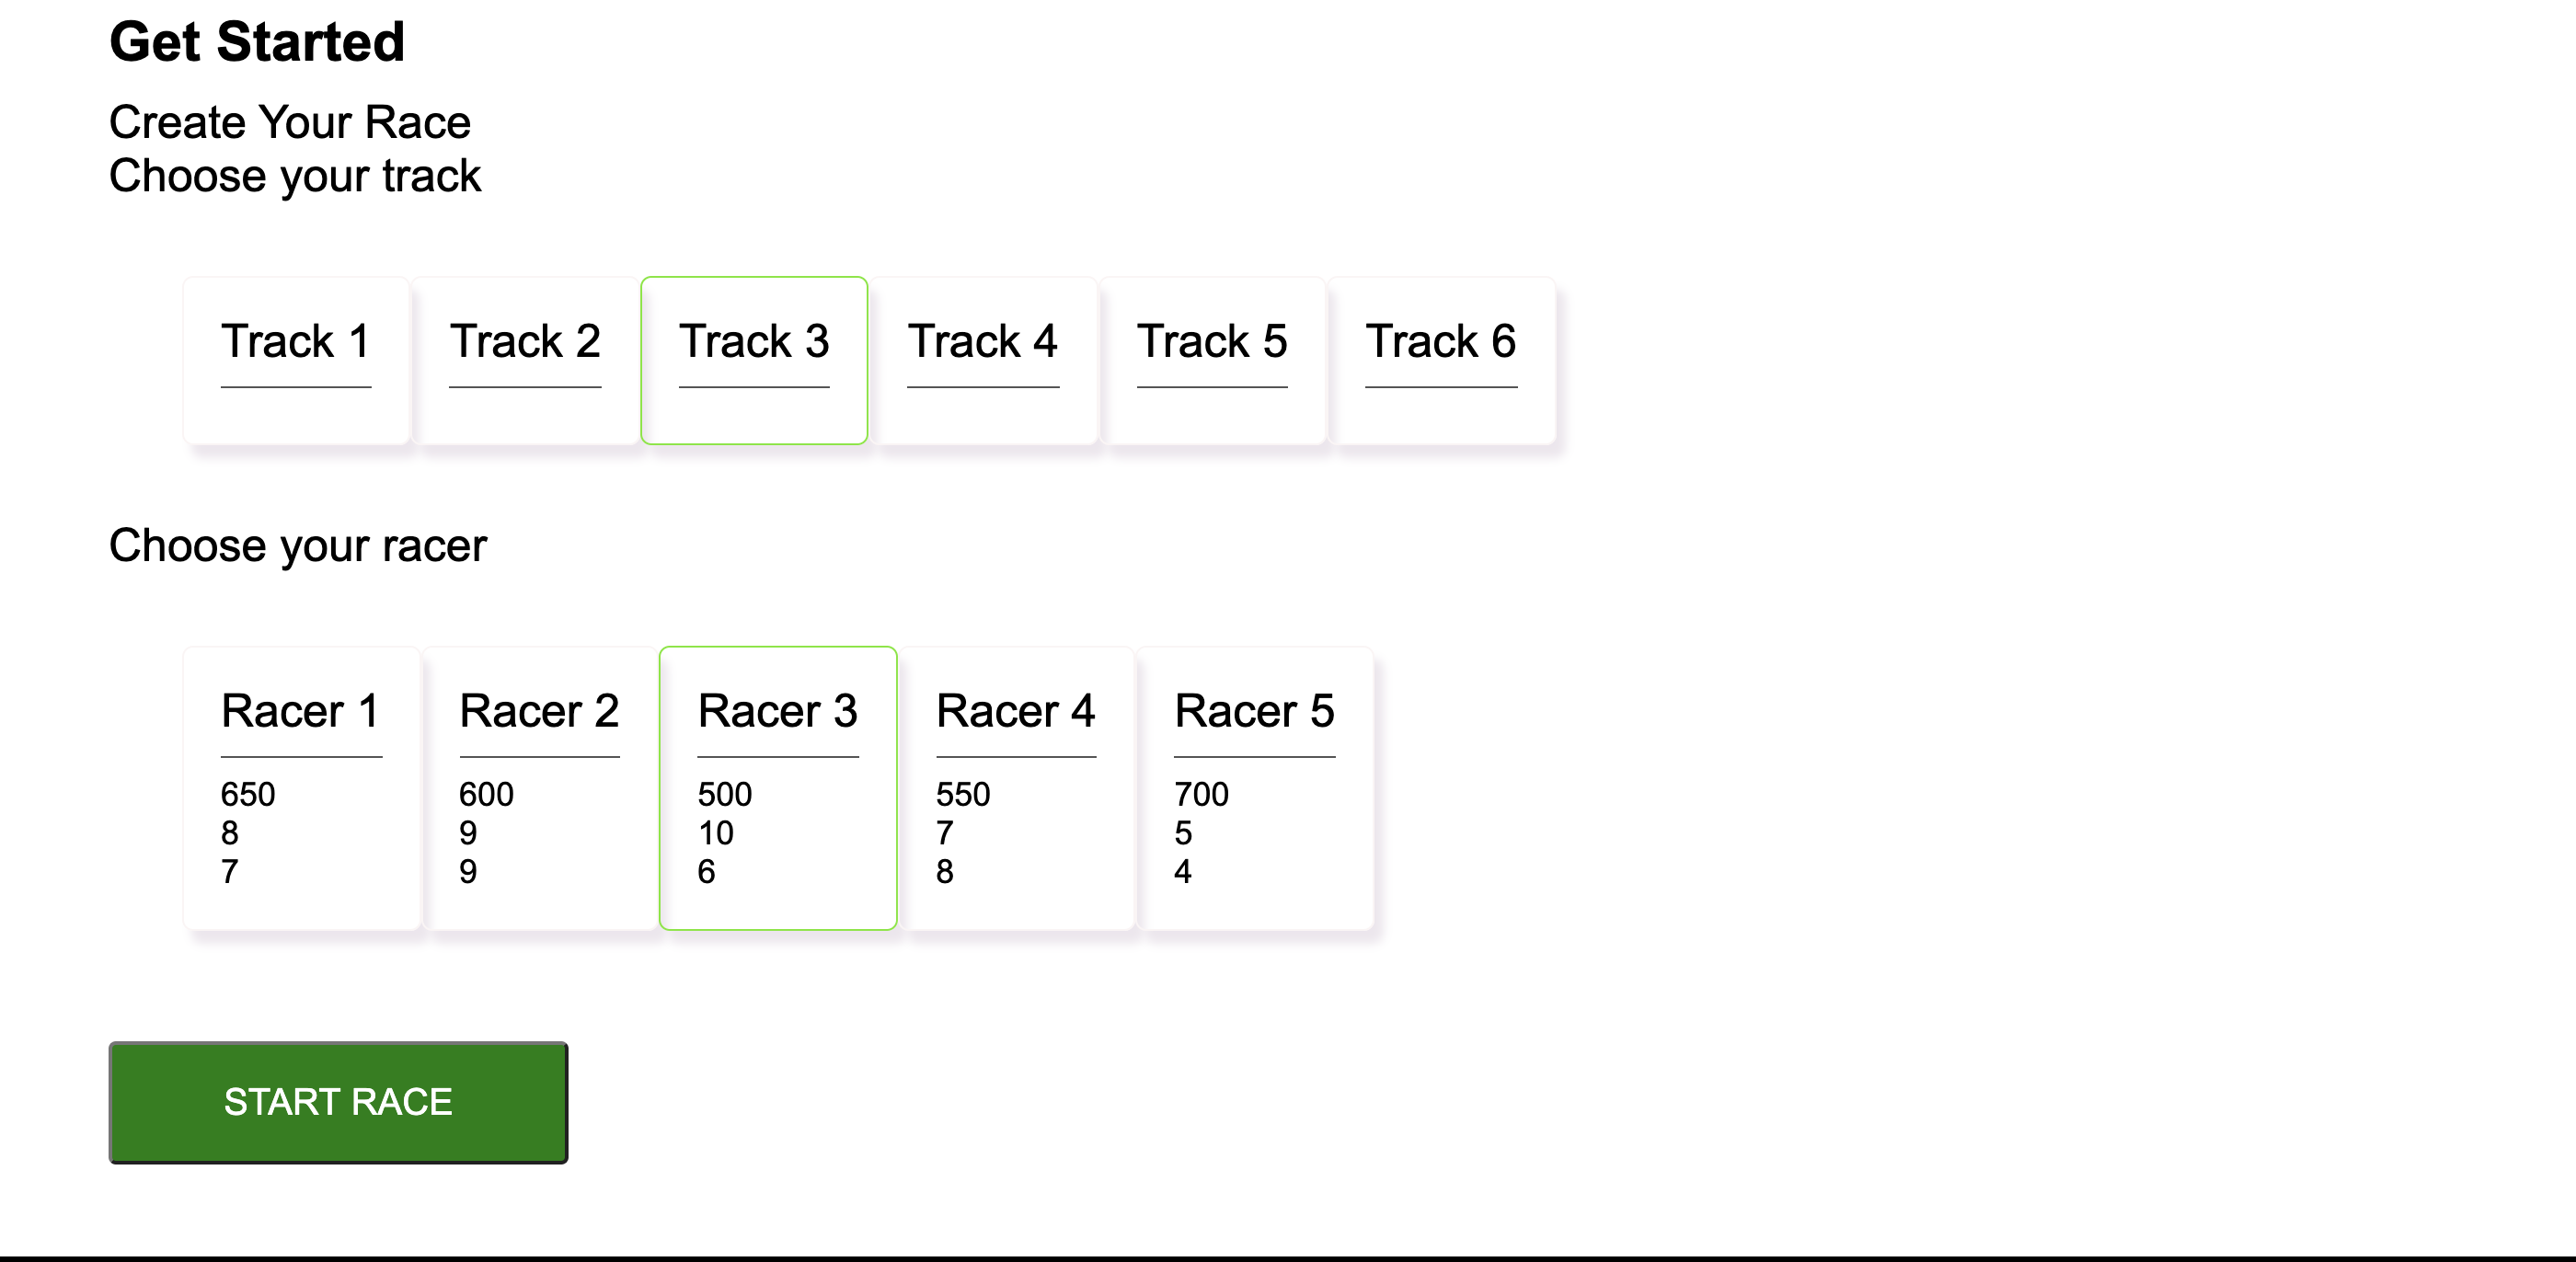 Get Started
Create Your Race
Choose your track
Track 1 Track 2 Track 3 Track 4 Track 5 Track 6
Choose your racer
Racer 1 Racer 2 Racer 3 Racer 4 Racer 5
650 600 500 550 700
8 9 10 7 5
7 9 6 8 4
START RACE